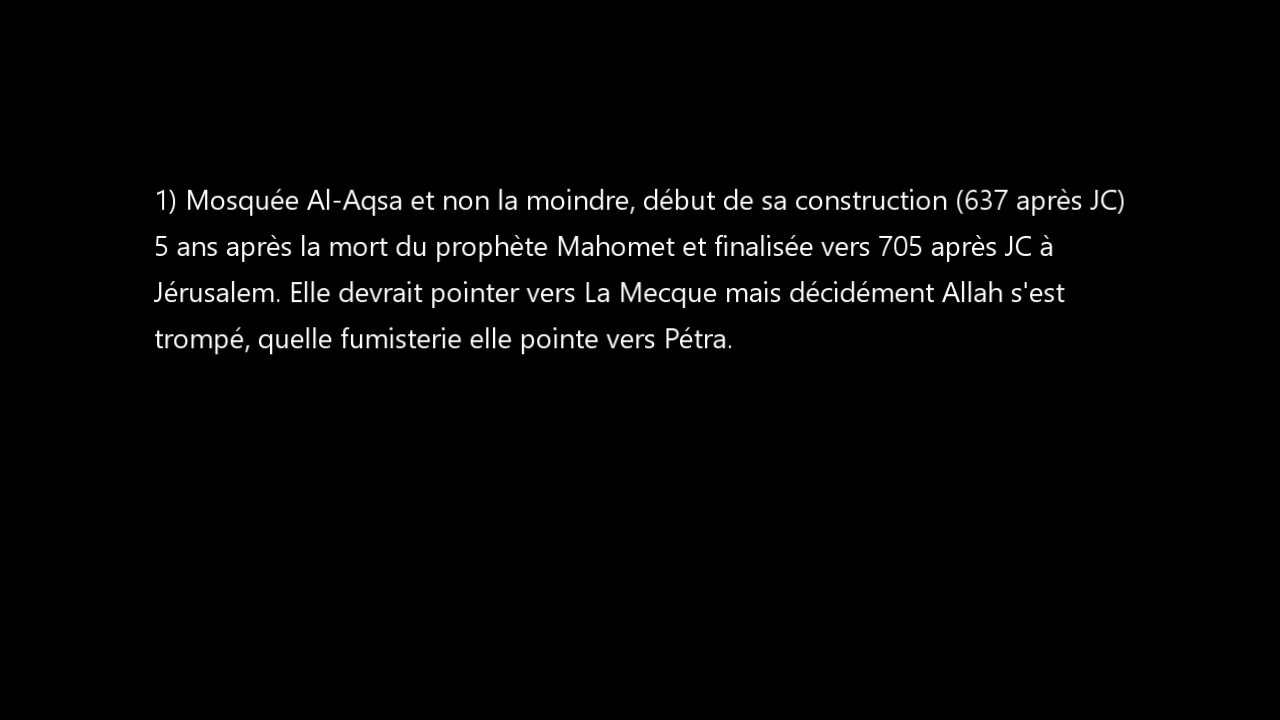 1) Mosquée Al-Aqsa et non la moindre, début de sa construction (637 après JC)
5 ans après la mort du prophète Mahomet et finalisée vers 705 après JC à
Jérusalem. Elle devrait pointer vers La Mecque mais décidément Allah s'est
trompé, quelle fumisterie elle pointe vers Pétra.